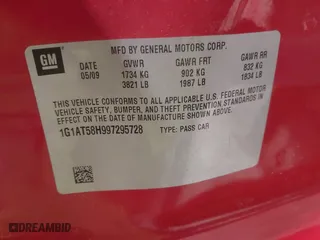 GM
MFD BY GENERAL MOTORS CORP.
DATE GVWR GAWR FRT GAWR RR
05/09 1734 KG 902 KG 832 KG
3821 LB 1987 LB 1834 LB
THIS VEHICLE CONFORMS TO ALL APPLICABLE U.S. FEDERAL MOTOR
VEHICLE SAFETY, BUMPER, AND THEFT PREVENTION STANDARDS
IN EFFECT ON THE DATE OF MANUFACTURE SHOWN ABOVE.
1G1AT58H997295728 TYPE: PASS CAR
DREAMBID